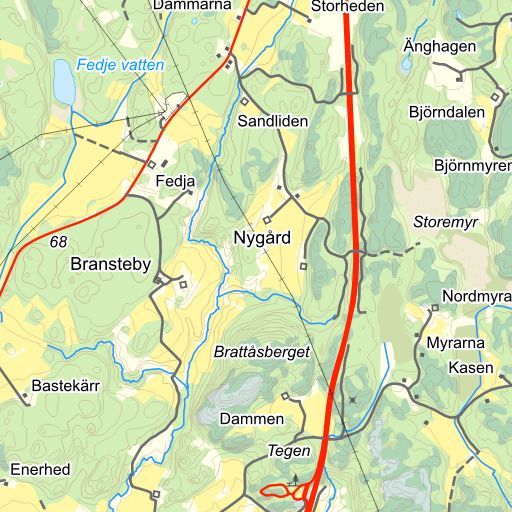 Dammarna
Storheden
Änghagen
Fedje vatten
Björndalen
Sandliden
Björnmyren
Fedja
Storemyr
68
Nygård
Bransteby
Nordmyra
Myrarna
Brattåsberget
Kasen
Bastekärr
Dammen
Tegen
Enerhed